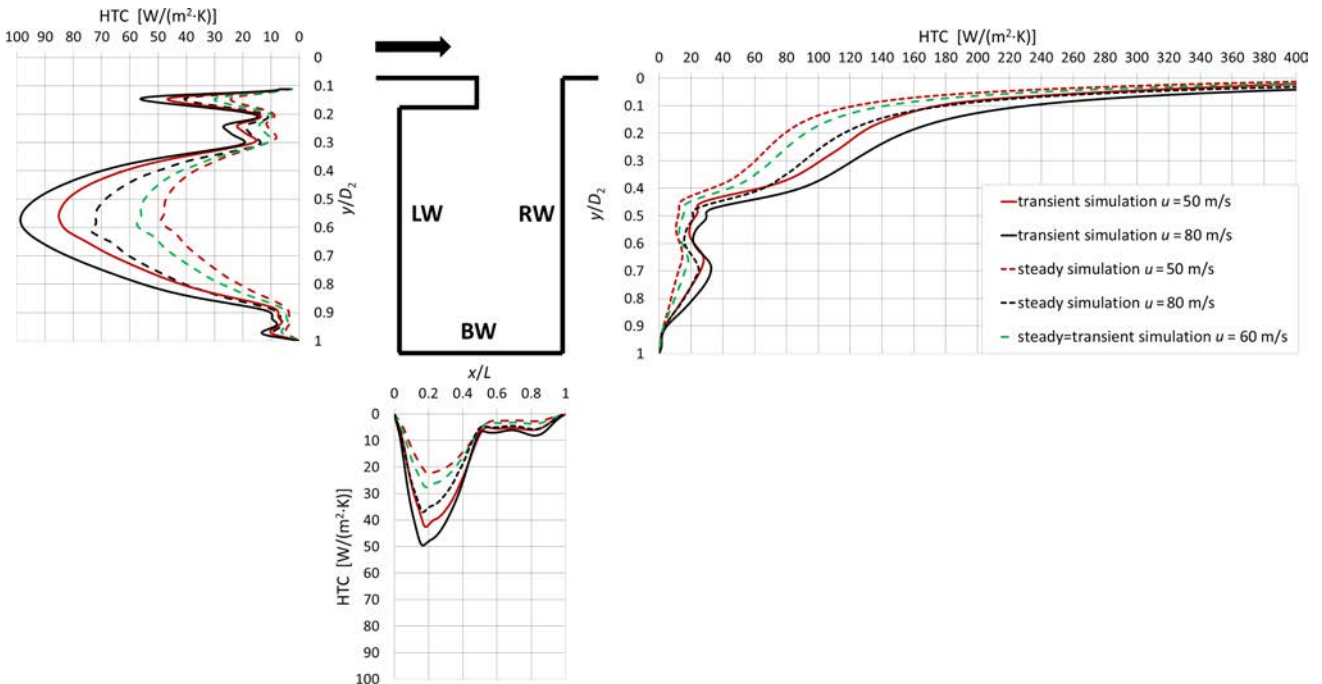 HTC [W/(m²·K)]
100 90 80 70 60 50 40 30 20 10 0
0
0.1
0.2
0.3
0.4
0.5
0.6
0.7
0.8
0.9
1
y/D₂
LW
RW
BW
HTC [W/(m²·K)]
0 20 40 60 80 100 120 140 160 180 200 220 240 260 280 300 320 340 360 380 400
0
0.1
0.2
0.3
0.4
0.5
0.6
0.7
0.8
0.9
1
y/D₂
transient simulation u = 50 m/s
transient simulation u = 80 m/s
steady simulation u = 50 m/s
steady simulation u = 80 m/s
steady=transient simulation u = 60 m/s
x/L
0 0.2 0.4 0.6 0.8 1
0
10
20
30
40
50
60
70
80
90
100
HTC [W/(m²·K)]